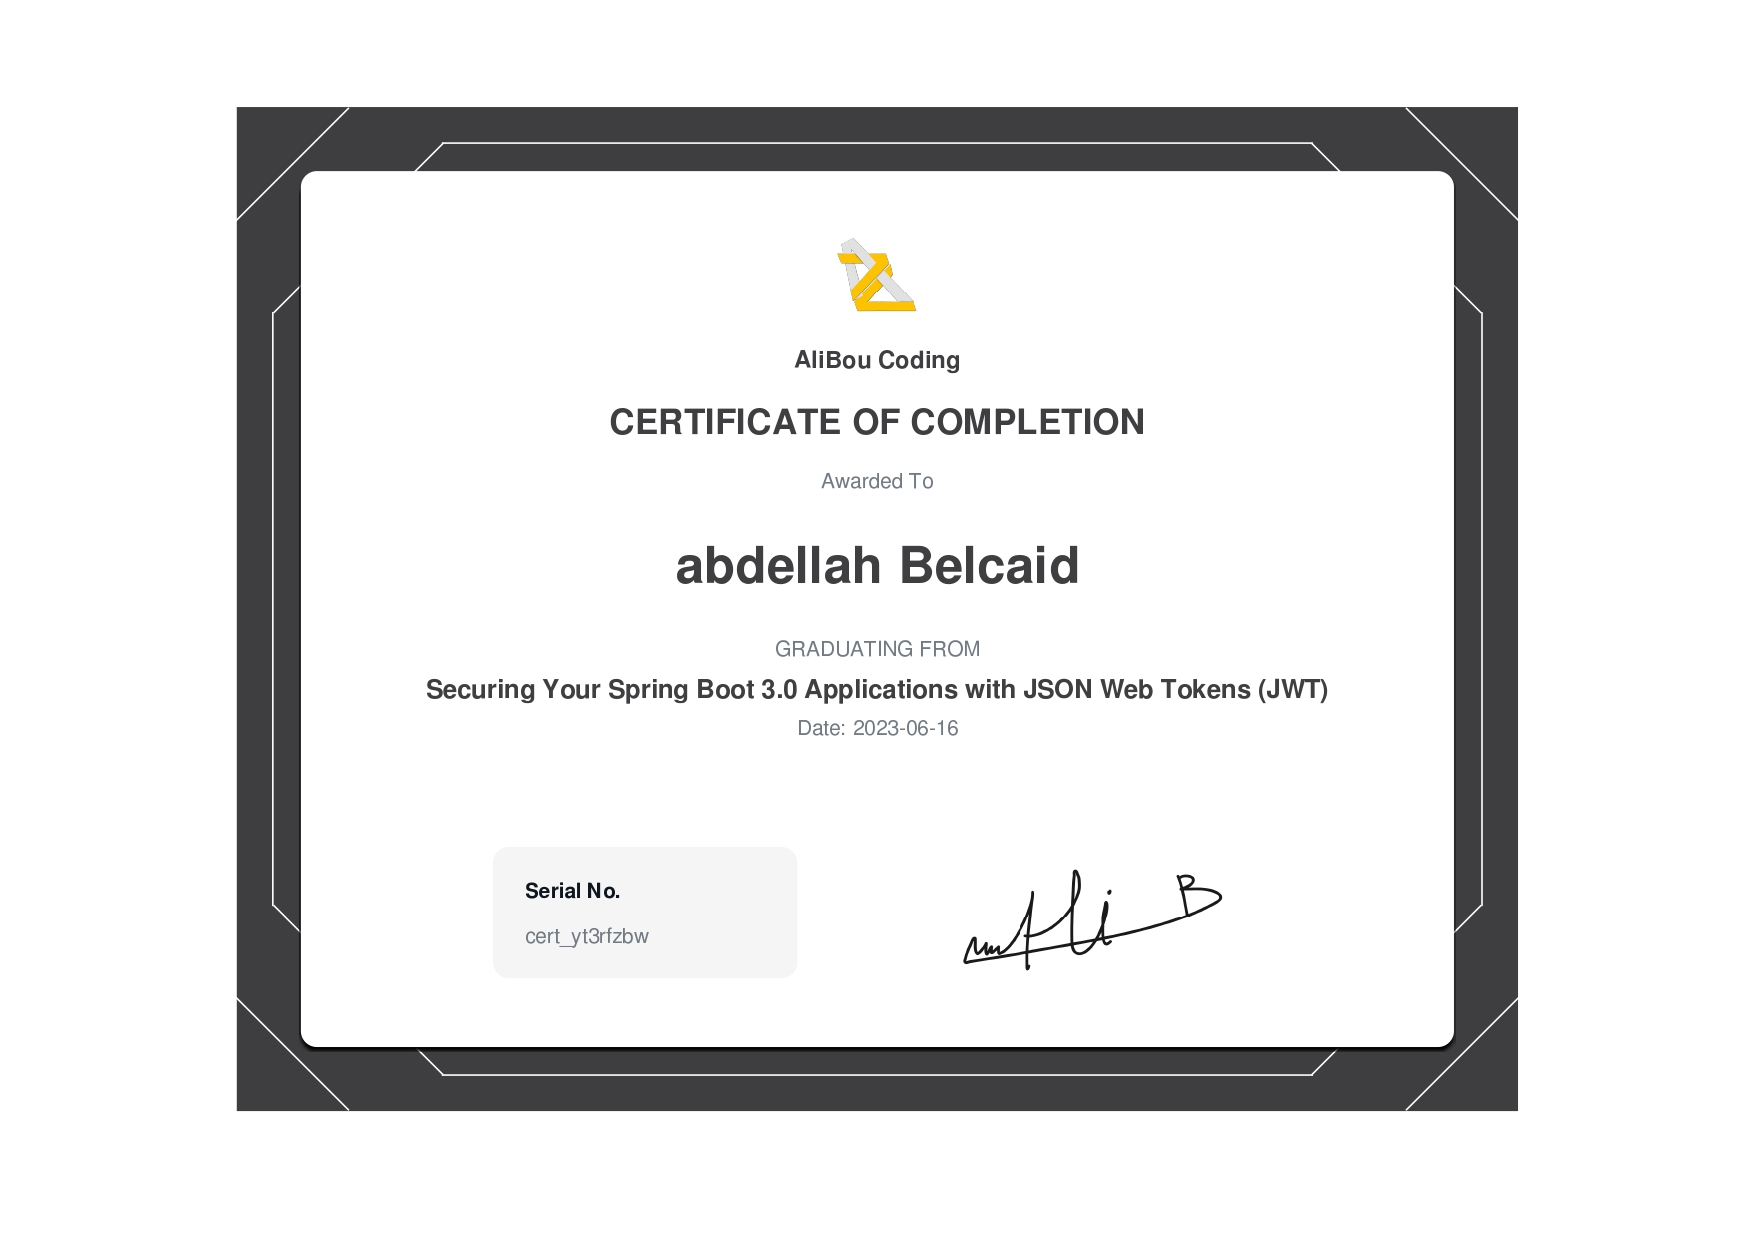 AliBou Coding
CERTIFICATE OF COMPLETION
Awarded To
abdellah Belcaid
GRADUATING FROM
Securing Your Spring Boot 3.0 Applications with JSON Web Tokens (JWT)
Date: 2023-06-16
Serial No.
cert_yt3rfzbw
Ali B